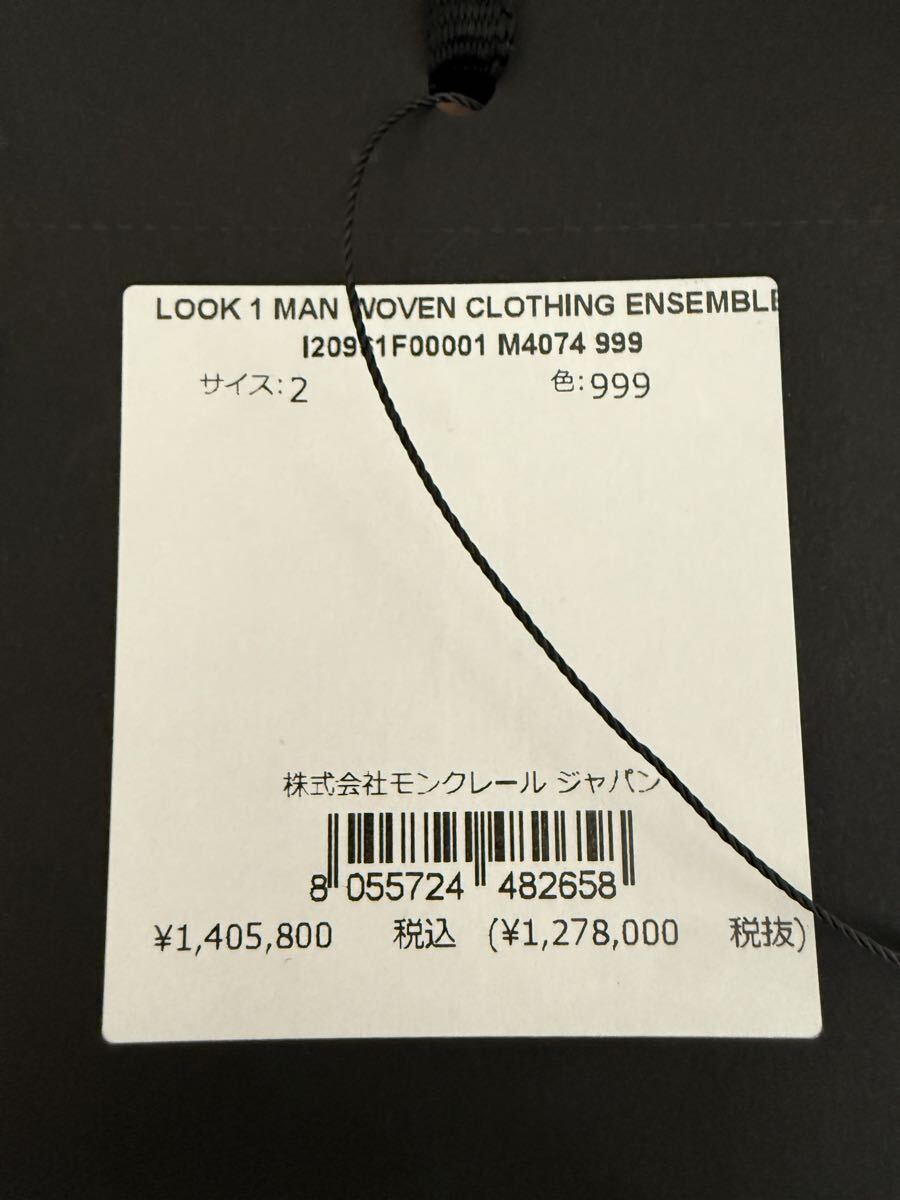 LOOK 1 MAN WOVEN CLOTHING ENSEMBLE
M4074 999
サイズ: 2 色: 999
株式会社モンクレール ジャパン
8 055724 482658
¥1,405,800 税込 (¥1,278,000 税抜)